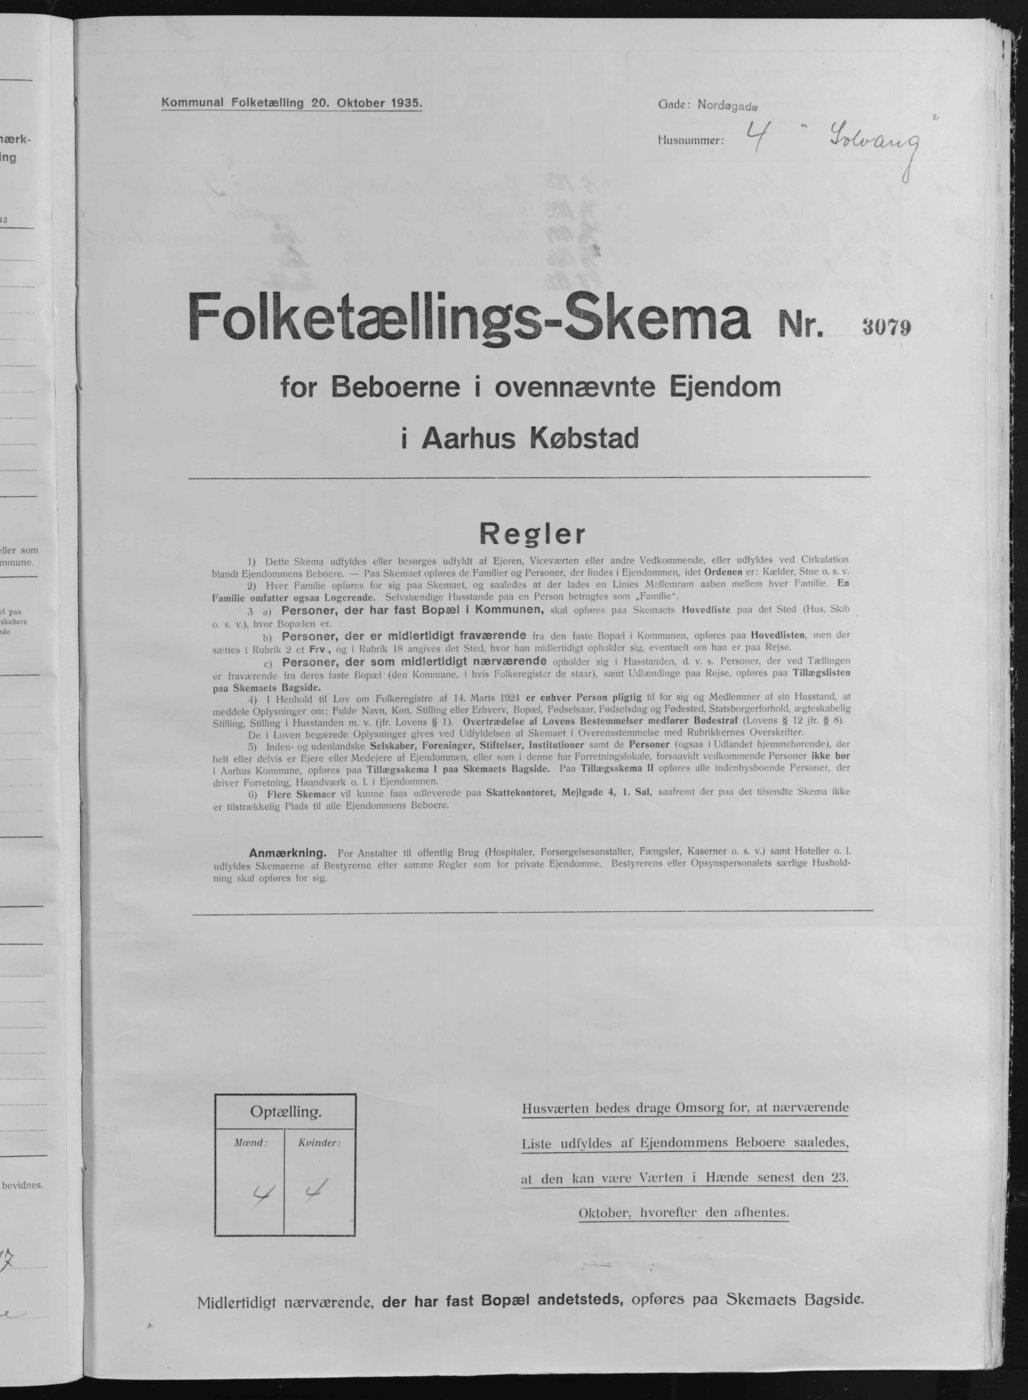 Kommunal Folketælling 20. Oktober 1935.
Gade: Nordøgade
Husnummer: 4 "Solvang"
Folketællings-Skema Nr. 3079
for Beboerne i ovennævnte Ejendom
i Aarhus Købstad
Regler
1) Dette Skema udfyldes eller besørges udfyldt af Ejeren, Viceværten eller andre Vedkommende, eller udfyldes ved Cirkulation
blandt Ejendommens Beboere. — Paa Skemaet opføres de Familier og Personer, der findes i Ejendommen, idet Ordenen er: Kælder, Stue o. s. v.
2) Hver Familie opføres for sig paa Skemaet, og saaledes at der lades en Linies Mellemrum aaben mellem hver Familie. En
Familie omfatter ogsaa Logerende. Selvstændige Husstande paa en Person betragtes som „Familie".
3 a) Personer, der har fast Bopæl i Kommunen, skal opføres paa Skemaets Hovedliste paa det Sted (Hus, Skib
o. s. v.), hvor Bopælen er.
b) Personer, der er midlertidigt fraværende fra den faste Bopæl i Kommunen, opføres paa Hovedlisten, men der
sættes i Rubrik 2 et Frv., og i Rubrik 18 angives det Sted, hvor han midlertidigt opholder sig, eventuelt om han er paa Rejse.
c) Personer, der som midlertidigt nærværende opholder sig i Husstanden, d. v. s. Personer, der ved Tællingen
er fraværende fra deres faste Bopæl (den Kommune, i hvis Folkeregister de staar), samt Udlændinge paa Rejse, opføres paa Tillægslisten
paa Skemaets Bagside.
4) I Henhold til Lov om Folkeregistre af 14. Marts 1924 er enhver Person pligtig til for sig og Medlemmer af sin Husstand, at
meddele Oplysninger om: Fulde Navn, Køn, Stilling eller Erhverv, Bopæl, Fødselsaar, Fødselsdag og Fødested, Statsborgerforhold, ægteskabelig
Stilling, Stilling i Husstanden m. v. (jfr. Lovens § 1). Overtrædelse af Lovens Bestemmelser medfører Bødestraf (Lovens § 12 jfr. § 8).
De i Loven begærede Oplysninger gives ved Udfyldelsen af Skemaet i Overensstemmelse med Rubrikkernes Overskrifter.
5) Inden- og udenlandske Selskaber, Foreninger, Stiftelser, Institutioner samt de Personer (ogsaa i Udlandet hjemmehørende), der
helt eller delvis er Ejere eller Medejere af Ejendommen, eller som i denne har Forretningslokale, forsaavidt vedkommende Personer ikke bor
i Aarhus Kommune, opføres paa Tillægsskema I paa Skemaets Bagside. Paa Tillægsskema II opføres alle indenbysboende Personer, der
driver Forretning, Haandværk o. l. i Ejendommen.
6) Flere Skemaer vil kunne faas udleverede paa Skattekontoret, Mejlgade 4, 1. Sal, saafremt der paa det tilsendte Skema ikke
er tilstrækkelig Plads til alle Ejendommens Beboere.
Anmærkning. For Anstalter til offentlig Brug (Hospitaler, Forsørgelsesanstalter, Fængsler, Kaserner o. s. v.) samt Hoteller o. l.
udfyldes Skemaerne af Bestyrerne efter samme Regler som for private Ejendomme. Bestyrerens eller Opsynspersonalets særlige Hushold-
ning skal opføres for sig.
Optælling.
Mænd: Kvinder:
4 4
Husværten bedes drage Omsorg for, at nærværende
Liste udfyldes af Ejendommens Beboere saaledes,
at den kan være Værten i Hænde senest den 23.
Oktober, hvorefter den afhentes.
Midlertidigt nærværende, der har fast Bopæl andetsteds, opføres paa Skemaets Bagside.